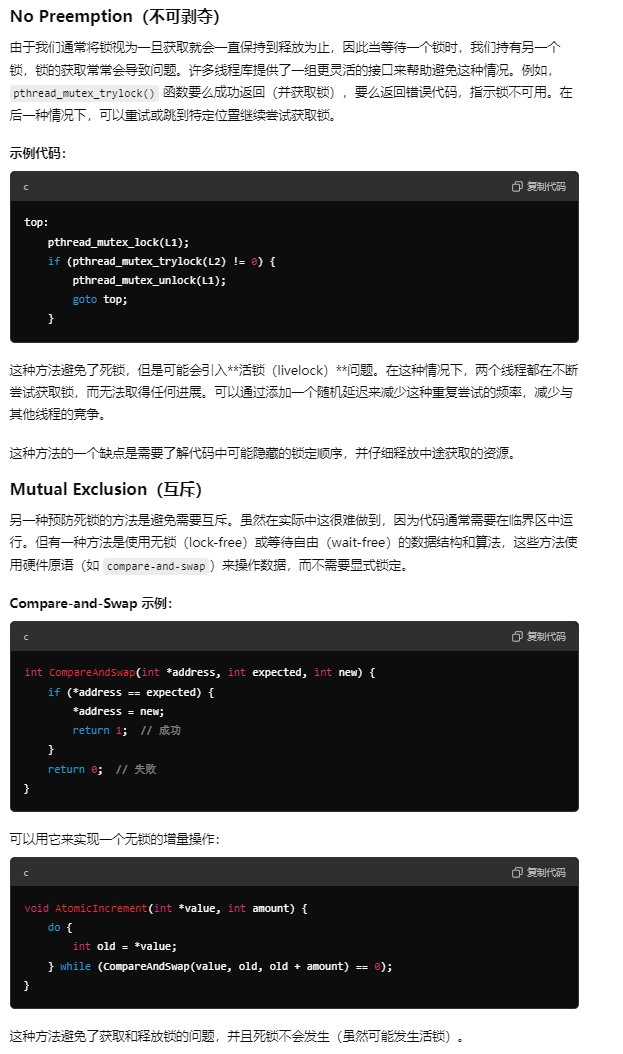 No Preemption（不可剥夺）
由于我们通常将锁视为一旦获取就会一直保持到释放为止，因此当等待一个锁时，我们持有另一个
锁，锁的获取常常会导致问题。许多线程库提供了一组更灵活的接口来帮助避免这种情况。例如，
pthread_mutex_trylock() 函数要么成功返回（并获取锁），要么返回错误代码，指示锁不可用。在
后一种情况下，可以重试或跳到特定位置继续尝试获取锁。
示例代码：
c 复制代码
top:
    pthread_mutex_lock(L1);
    if (pthread_mutex_trylock(L2) != 0) {
        pthread_mutex_unlock(L1);
        goto top;
    }
这种方法避免了死锁，但是可能会引入**活锁（livelock）**问题。在这种情况下，两个线程都在不断
尝试获取锁，而无法取得任何进展。可以通过添加一个随机延迟来减少这种重复尝试的频率，减少与
其他线程的竞争。
这种方法的一个缺点是需要了解代码中可能隐藏的锁定顺序，并仔细释放中途获取的资源。
Mutual Exclusion（互斥）
另一种预防死锁的方法是避免需要互斥。虽然在实际中这很难做到，因为代码通常需要在临界区中运
行。但有一种方法是使用无锁（lock-free）或等待自由（wait-free）的数据结构和算法，这些方法使
用硬件原语（如 compare-and-swap ）来操作数据，而不需要显式锁定。
Compare-and-Swap 示例：
c 复制代码
int CompareAndSwap(int *address, int expected, int new) {
    if (*address == expected) {
        *address = new;
        return 1;  // 成功
    }
    return 0;  // 失败
}
可以用它来实现一个无锁的增量操作：
c 复制代码
void AtomicIncrement(int *value, int amount) {
    do {
        int old = *value;
    } while (CompareAndSwap(value, old, old + amount) == 0);
}
这种方法避免了获取和释放锁的问题，并且死锁不会发生（虽然可能发生活锁）。